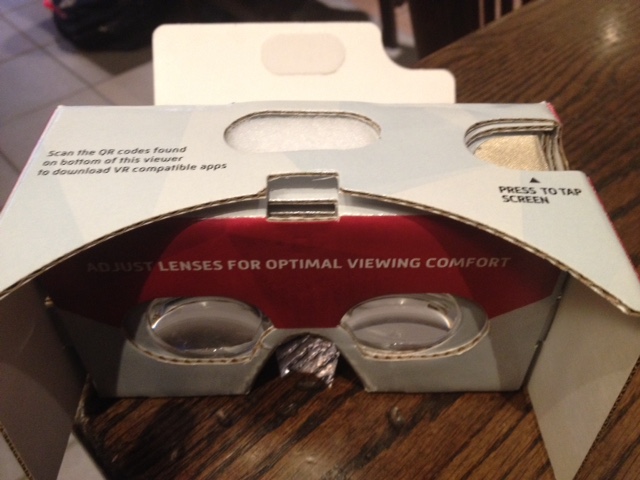 Scan the QR codes found
on bottom of this viewer
to download VR compatible apps
PRESS TO TAP
SCREEN
ADJUST LENSES FOR OPTIMAL VIEWING COMFORT